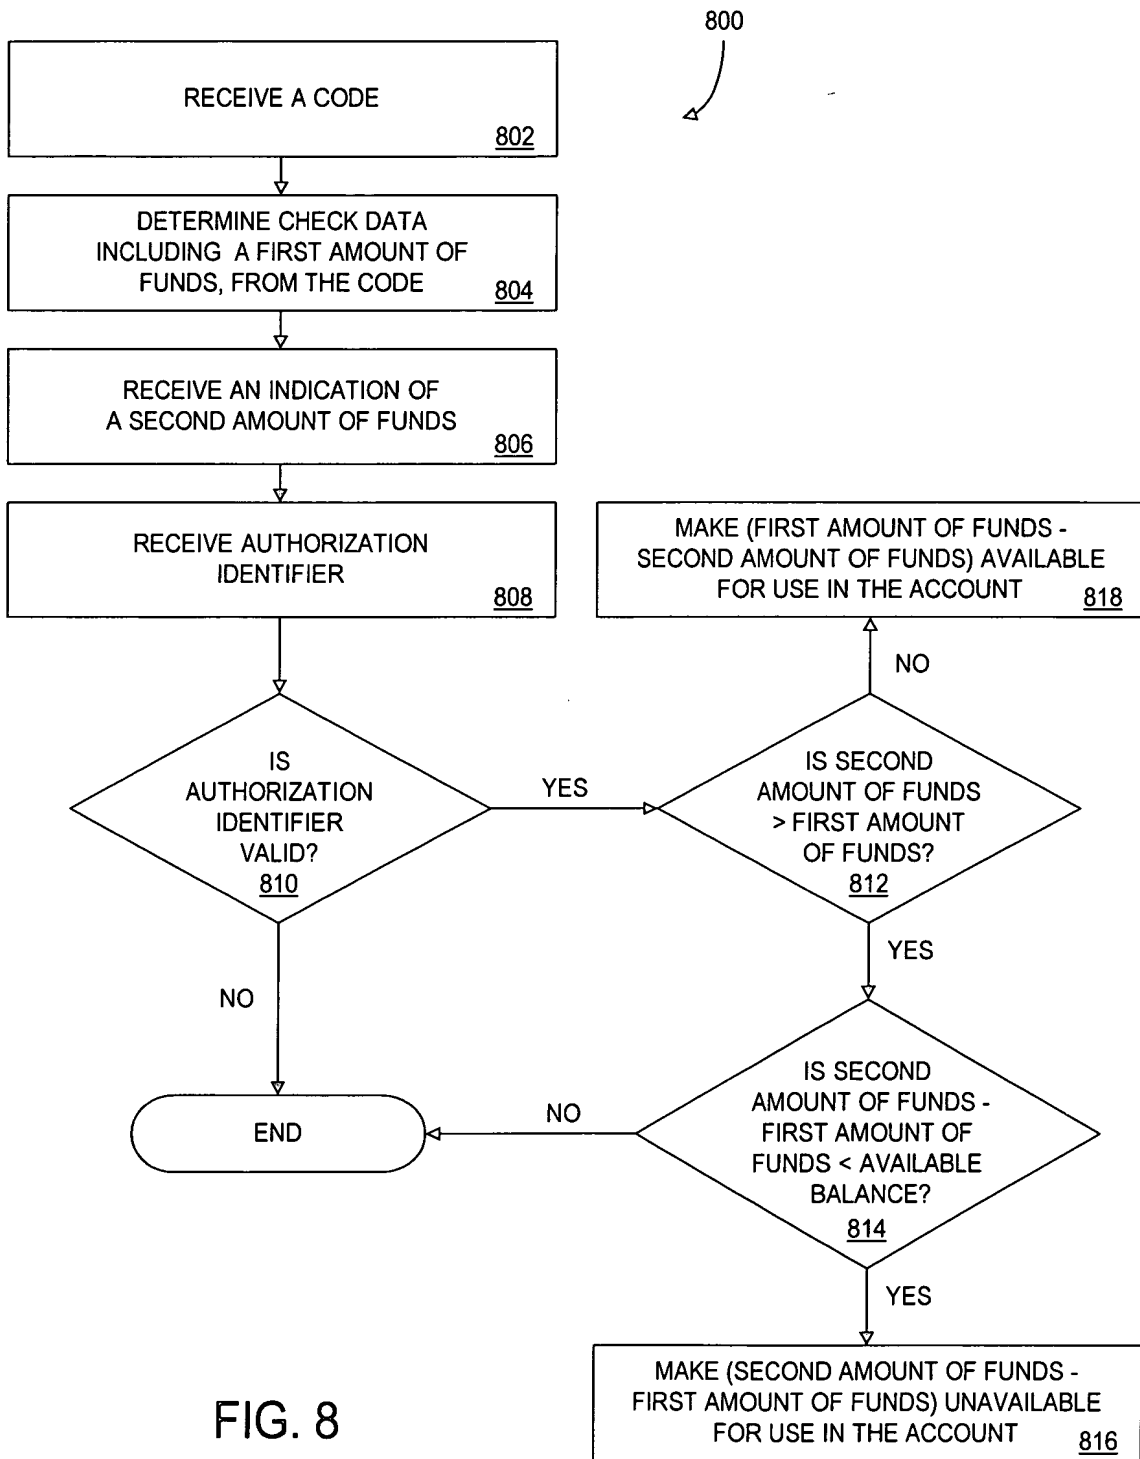 800
RECEIVE A CODE
802
DETERMINE CHECK DATA
INCLUDING A FIRST AMOUNT OF
FUNDS, FROM THE CODE
804
RECEIVE AN INDICATION OF
A SECOND AMOUNT OF FUNDS
806
RECEIVE AUTHORIZATION
IDENTIFIER
808
MAKE (FIRST AMOUNT OF FUNDS -
SECOND AMOUNT OF FUNDS) AVAILABLE
FOR USE IN THE ACCOUNT
818
NO
IS
AUTHORIZATION
IDENTIFIER
VALID?
810
YES
IS SECOND
AMOUNT OF FUNDS
> FIRST AMOUNT
OF FUNDS?
812
YES
NO
END
NO
IS SECOND
AMOUNT OF FUNDS -
FIRST AMOUNT OF
FUNDS < AVAILABLE
BALANCE?
814
YES
MAKE (SECOND AMOUNT OF FUNDS -
FIRST AMOUNT OF FUNDS) UNAVAILABLE
FOR USE IN THE ACCOUNT
816
FIG. 8